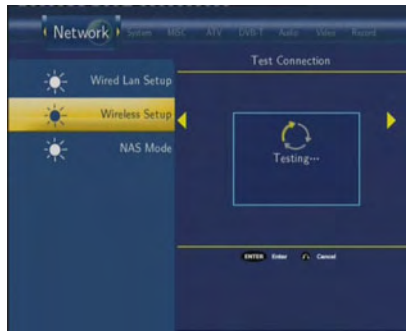 Network System MISC ATV DVB-T Audio Video Record
Test Connection
Wired Lan Setup
Wireless Setup
NAS Mode
Testing...
ENTER Enter Cancel